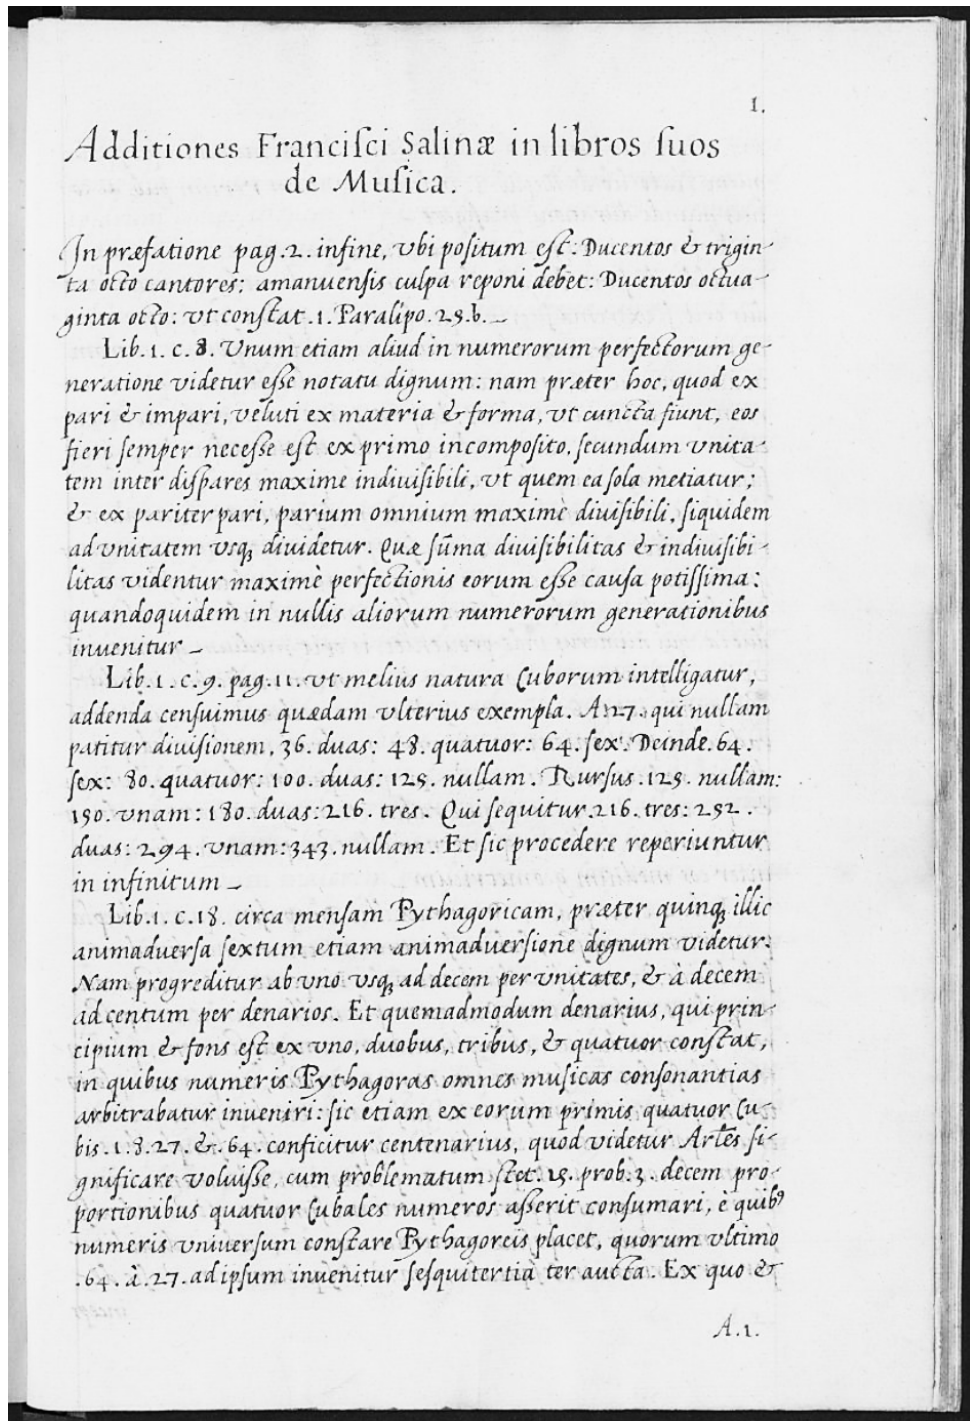 1.
Additiones Franciſci Salinæ in libros ſuos
de Muſica.
In præfatione pag.2. infine, vbi poſitum eſt: Ducentos & trigin-
ta octo cantores: amanuenſis culpa reponi debet: Ducentos octua-
ginta octo: vt conſtat .1. Paralipo. 25.b._
Lib.1. c.8. Vnum etiam aliud in numerorum perfectorum ge-
neratione videtur eſſe notatu dignum: nam præter hoc, quod ex
pari & impari, veluti ex materia & forma, vt cuncta fiunt, eos
fieri ſemper neceſſe eſt ex primo incompoſito, ſecundum vnita-
tem inter diſpares maxime indiuiſibili, vt quem ea ſola metiatur;
& ex pariter pari, parium omnium maximè diuiſibili, ſiquidem
ad vnitatem vsq; diuidetur. Quæ ſūma diuiſibilitas & indiuiſibi-
litas videntur maximè perfectionis eorum eſſe cauſa potiſſima:
quandoquidem in nullis aliorum numerorum generationibus
inuenitur _
Lib.1. c.9. pag.11. vt meliùs natura Cuborum intelligatur,
addenda cenſuimus quædam vlterius exempla. A.27. qui nullam
patitur diuiſionem, 36. duas: 48. quatuor: 64. ſex. Deinde. 64.
ſex: 80. quatuor: 100. duas: 125. nullam. Rurſus .125. nullam:
150. vnam: 180. duas: 216. tres. Qui ſequitur. 216. tres: 252.
duas: 294. vnam: 343. nullam. Et ſic procedere reperiuntur
in infinitum _
Lib.1. c.18. circa menſam Pythagoricam, præter quinq; illic
animaduerſa ſextum etiam animaduerſione dignum videtur.
Nam progreditur ab vno vsq; ad decem per vnitates, & à decem
ad centum per denarios. Et quemadmodum denarius, qui prin-
cipium & fons eſt ex vno, duobus, tribus, & quatuor conſtat,
in quibus numeris Pythagoras omnes muſicas conſonantias
arbitrabatur inueniri: ſic etiam ex eorum primis quatuor Cu-
bis .1. 8. 27. &. 64. conficitur centenarius, quod videtur Arl̃es ſi-
gnificare voluiſſe, cum problematum ſect. 15. prob. 3. decem pro-
portionibus quatuor Cubales numeros aſſerit conſumari, è quib9
numeris vniuerſum conſtare Pythagoreis placet, quorum vltimo
.64. à .27. ad ipſum inuenitur ſeſquitertia ter aucta. Ex quo &
A.1.